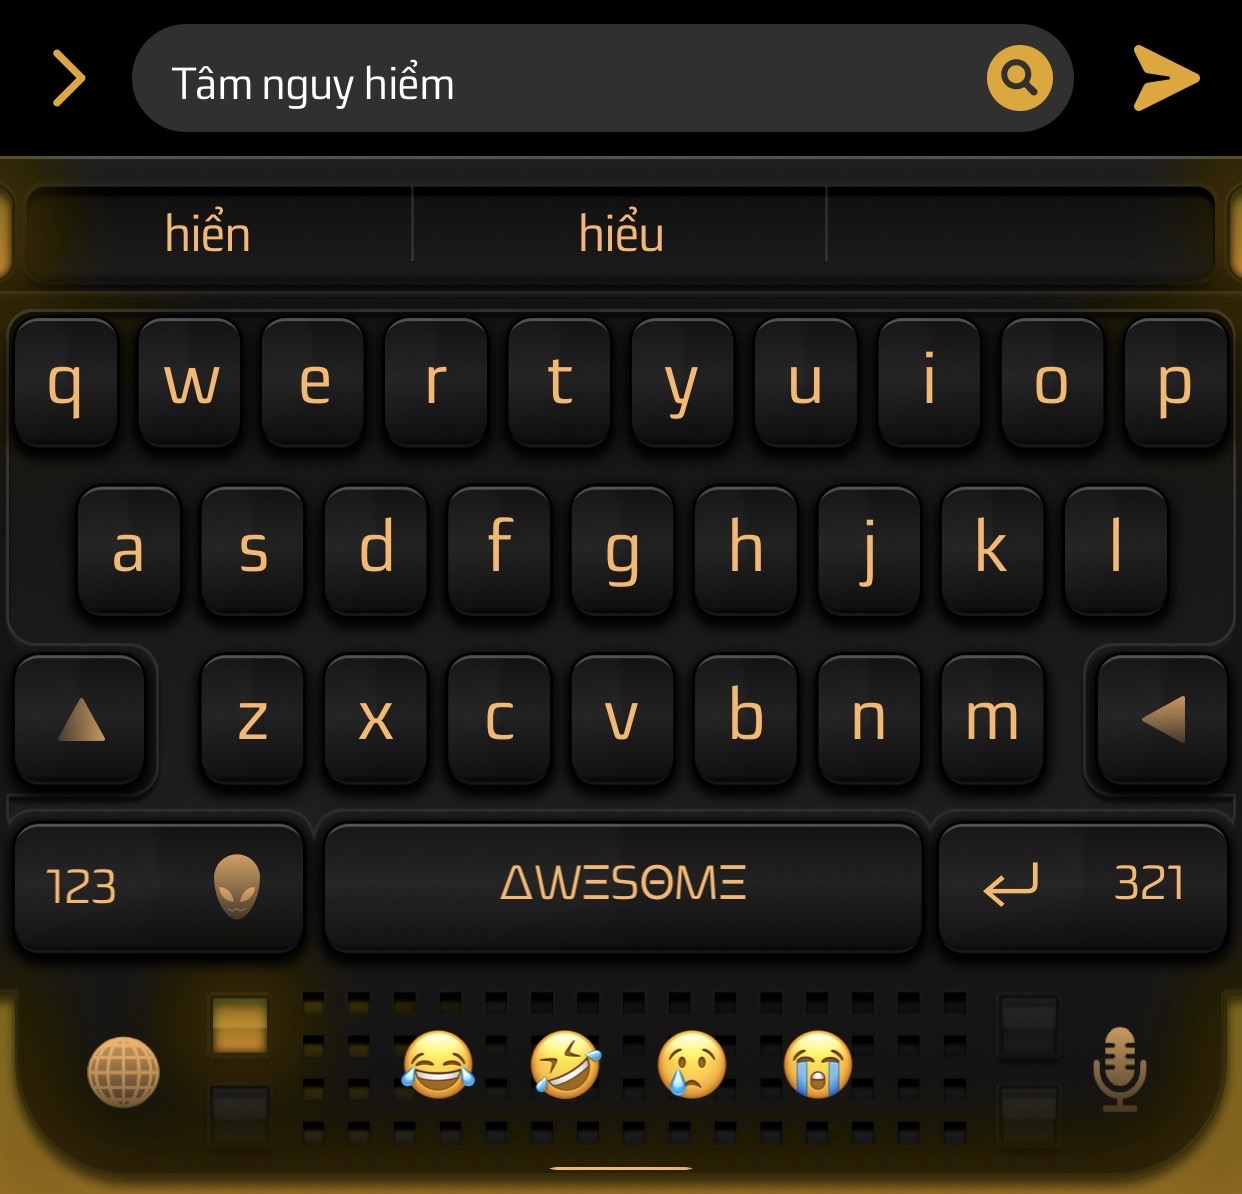 Tâm nguy hiểm
hiển hiểu
q w e r t y u i o p
a s d f g h j k l
z x c v b n m
123 ΔWΞSΘMΞ 321